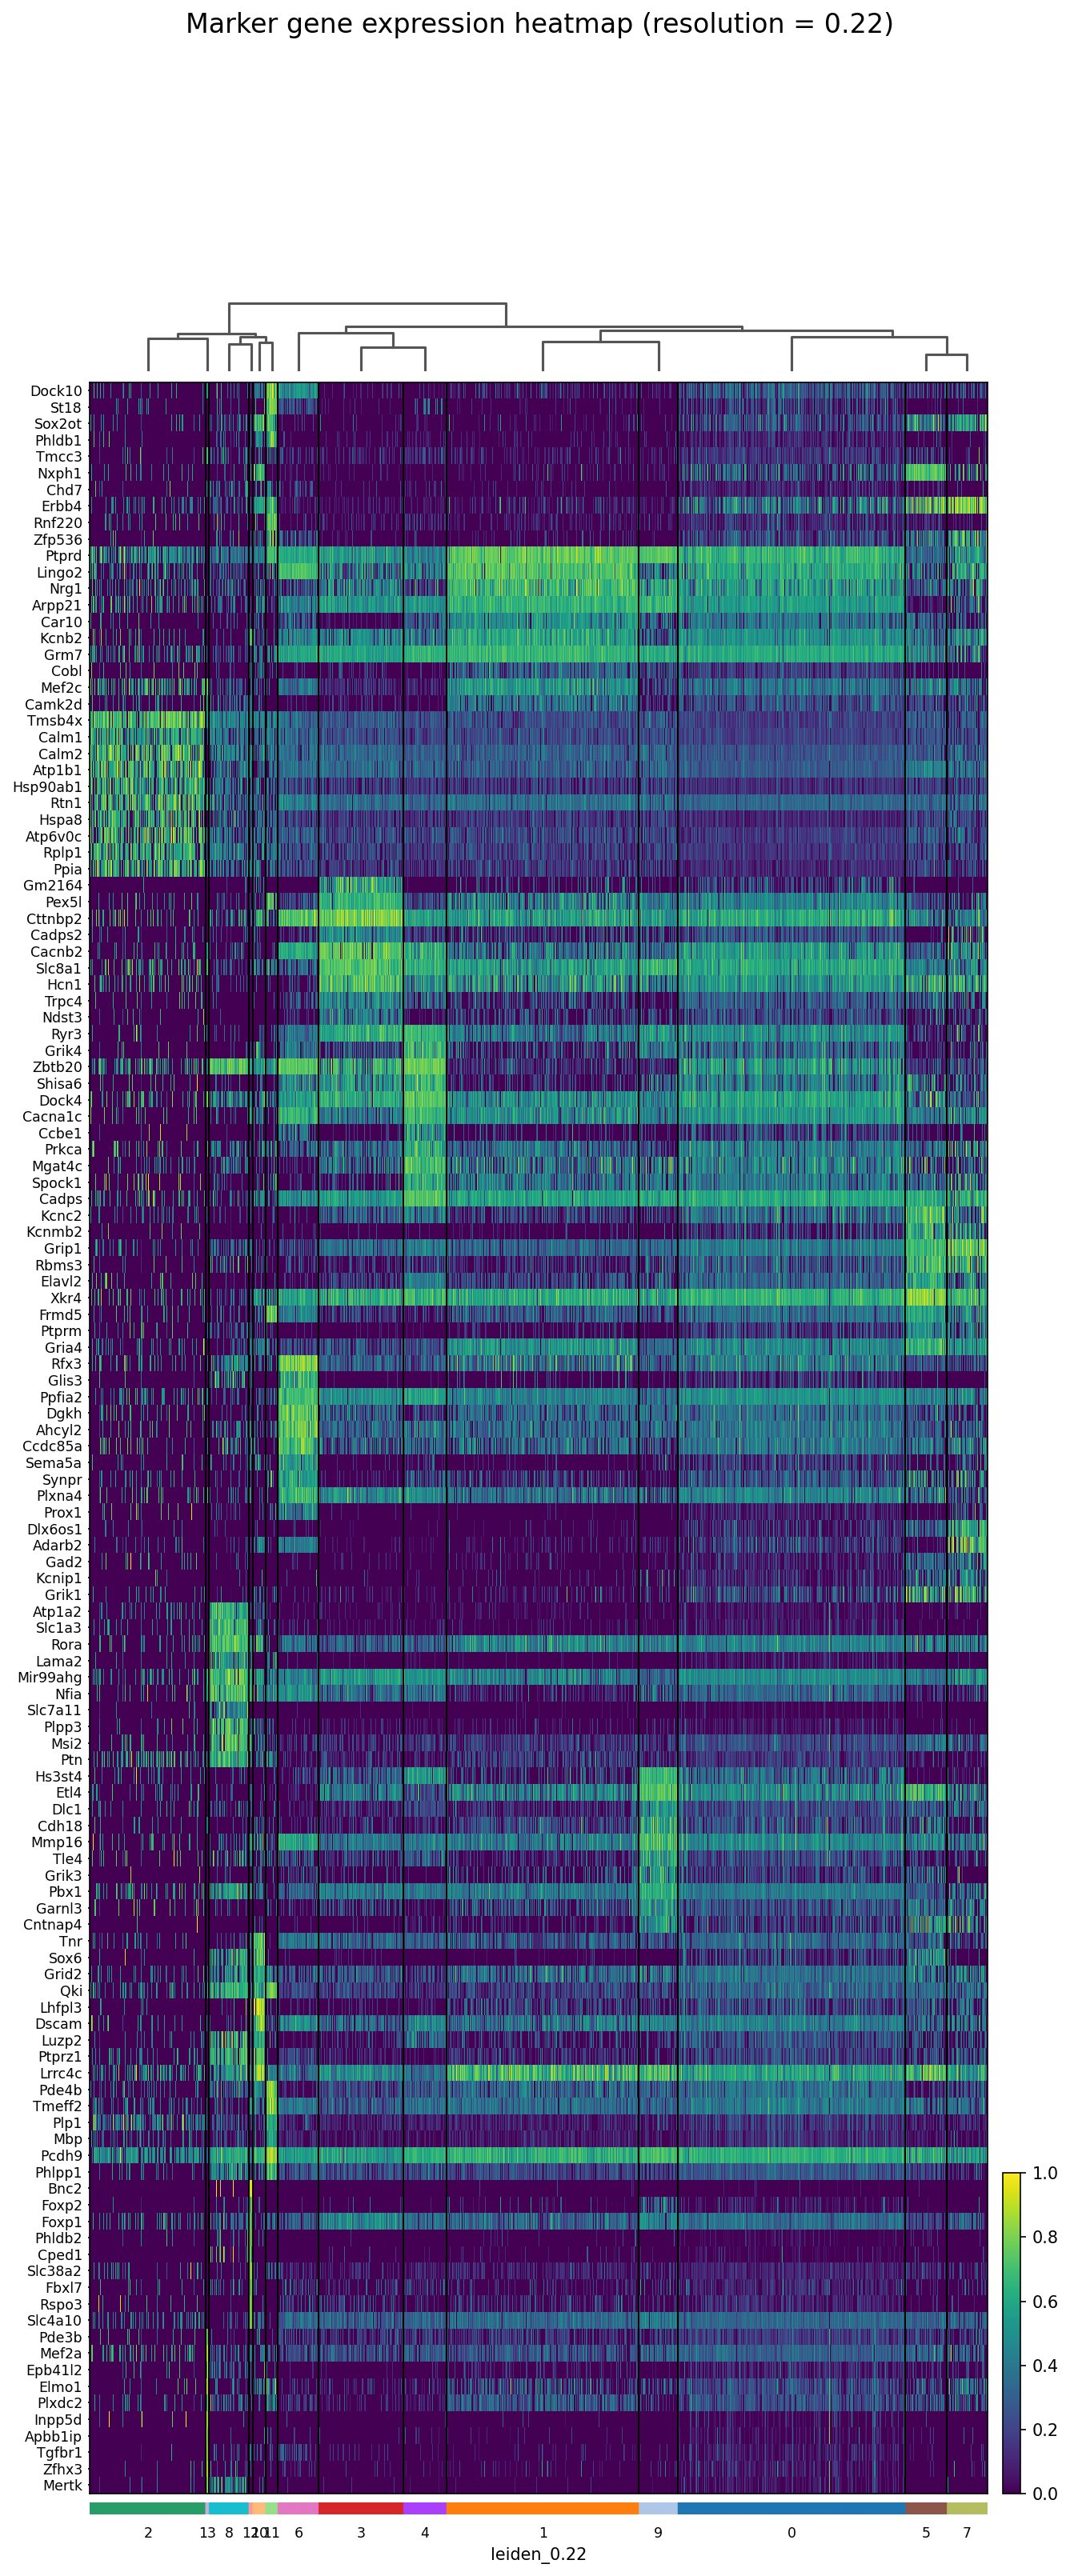 Marker gene expression heatmap (resolution = 0.22)
Dock10
St18
Sox2ot
Phldb1
Tmcc3
Nxph1
Chd7
Erbb4
Rnf220
Zfp536
Ptprd
Lingo2
Nrg1
Arpp21
Car10
Kcnb2
Grm7
Cobl
Mef2c
Camk2d
Tmsb4x
Calm1
Calm2
Atp1b1
Hsp90ab1
Rtn1
Hspa8
Atp6v0c
Rplp1
Ppia
Gm2164
Pex5l
Cttnbp2
Cadps2
Cacnb2
Slc8a1
Hcn1
Trpc4
Ndst3
Ryr3
Grik4
Zbtb20
Shisa6
Dock4
Cacna1c
Ccbe1
Prkca
Mgat4c
Spock1
Cadps
Kcnc2
Kcnmb2
Grip1
Rbms3
Elavl2
Xkr4
Frmd5
Ptprm
Gria4
Rfx3
Glis3
Ppfia2
Dgkh
Ahcyl2
Ccdc85a
Sema5a
Synpr
Plxna4
Prox1
Dlx6os1
Adarb2
Gad2
Kcnip1
Grik1
Atp1a2
Slc1a3
Rora
Lama2
Mir99ahg
Nfia
Slc7a11
Plpp3
Msi2
Ptn
Hs3st4
Etl4
Dlc1
Cdh18
Mmp16
Tle4
Grik3
Pbx1
Garnl3
Cntnap4
Tnr
Sox6
Grid2
Qki
Lhfpl3
Dscam
Luzp2
Ptprz1
Lrrc4c
Pde4b
Tmeff2
Plp1
Mbp
Pcdh9
Phlpp1
Bnc2
Foxp2
Foxp1
Phldb2
Cped1
Slc38a2
Fbxl7
Rspo3
Slc4a10
Pde3b
Mef2a
Epb41l2
Elmo1
Plxdc2
Inpp5d
Apbb1ip
Tgfbr1
Zfhx3
Mertk
1.0
0.8
0.6
0.4
0.2
0.0
2 13 8 12 10 11 6 3 4 1 9 0 5 7
leiden_0.22